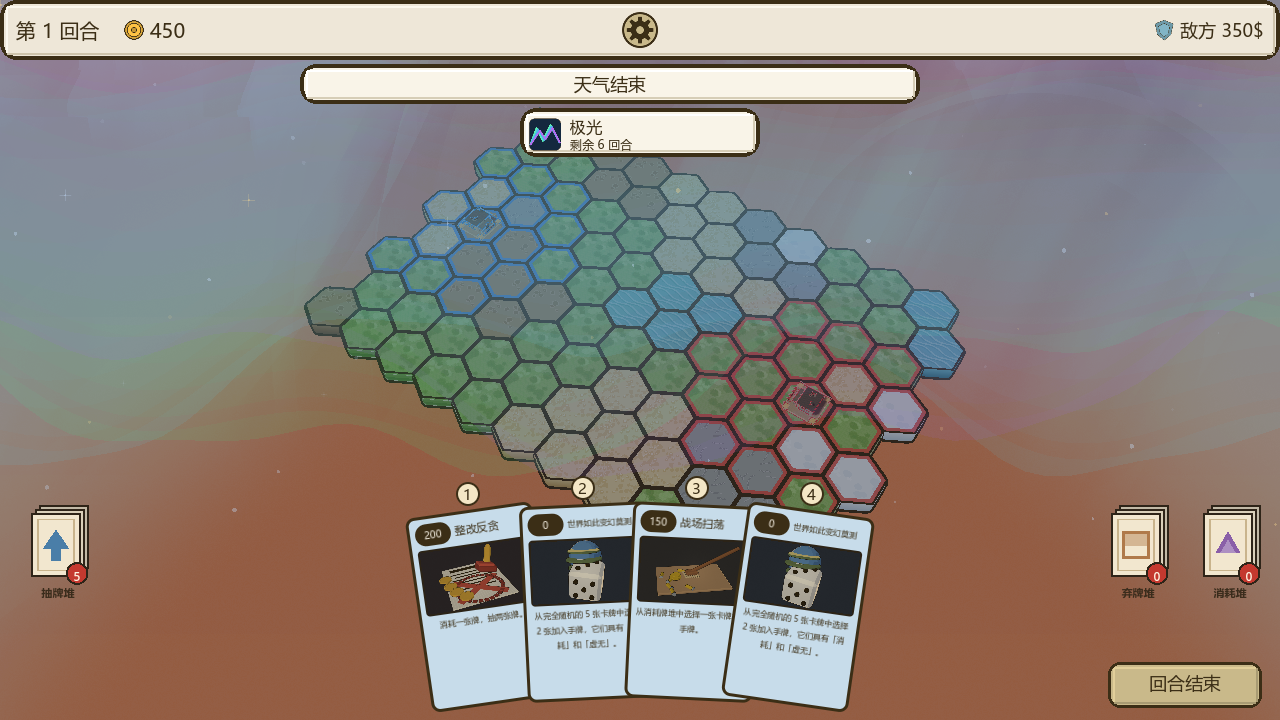 第 1 回合
450
敌方 350$
天气结束
极光
剩余 6 回合
1
2
3
4
200 整改反贪
消耗一张牌，抽两张牌。
0 世界如此变幻莫测
从完全随机的 5 张卡牌中选
2 张加入手牌，它们具有
耗」和「虚无」。
150 战场扫荡
从消耗牌堆中选择一张卡牌
手牌。
0 世界如此变幻莫测
从完全随机的 5 张卡牌中选择
2 张加入手牌，它们具有「消
耗」和「虚无」。
5
抽牌堆
0
弃牌堆
0
消耗堆
回合结束